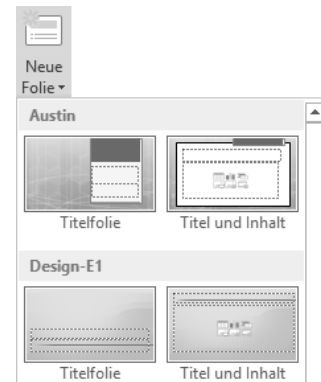 Neue
Folie
Austin
Titelfolie Titel und Inhalt
Design-E1
Titelfolie Titel und Inhalt